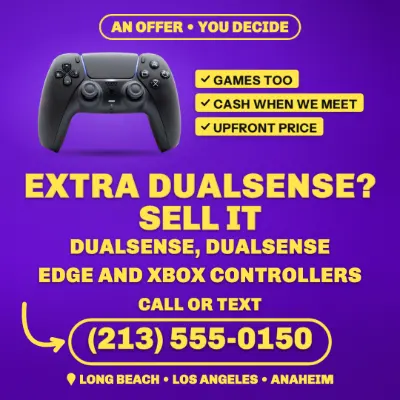 AN OFFER • YOU DECIDE
✓ GAMES TOO
✓ CASH WHEN WE MEET
✓ UPFRONT PRICE
EXTRA DUALSENSE?
SELL IT
DUALSENSE, DUALSENSE
EDGE AND XBOX CONTROLLERS
CALL OR TEXT
(213) 555-0150
LONG BEACH • LOS ANGELES • ANAHEIM